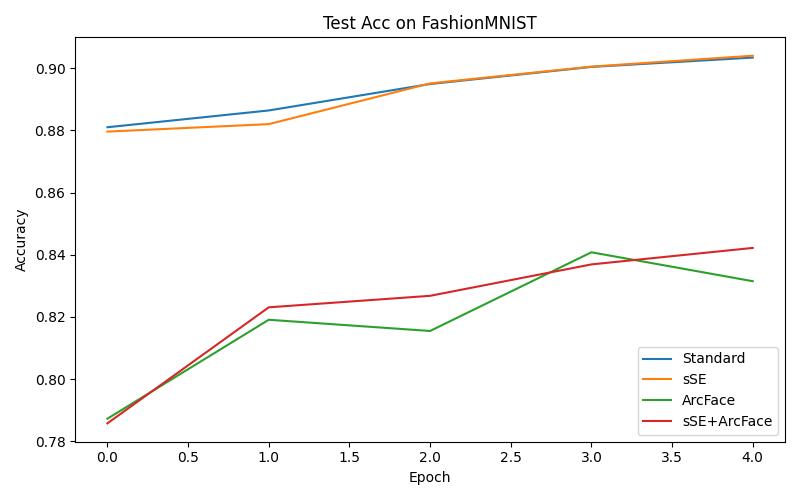 Test Acc on FashionMNIST
Accuracy
0.90
0.88
0.86
0.84
0.82
0.80
0.78
0.0 0.5 1.0 1.5 2.0 2.5 3.0 3.5 4.0
Epoch
Standard
sSE
ArcFace
sSE+ArcFace